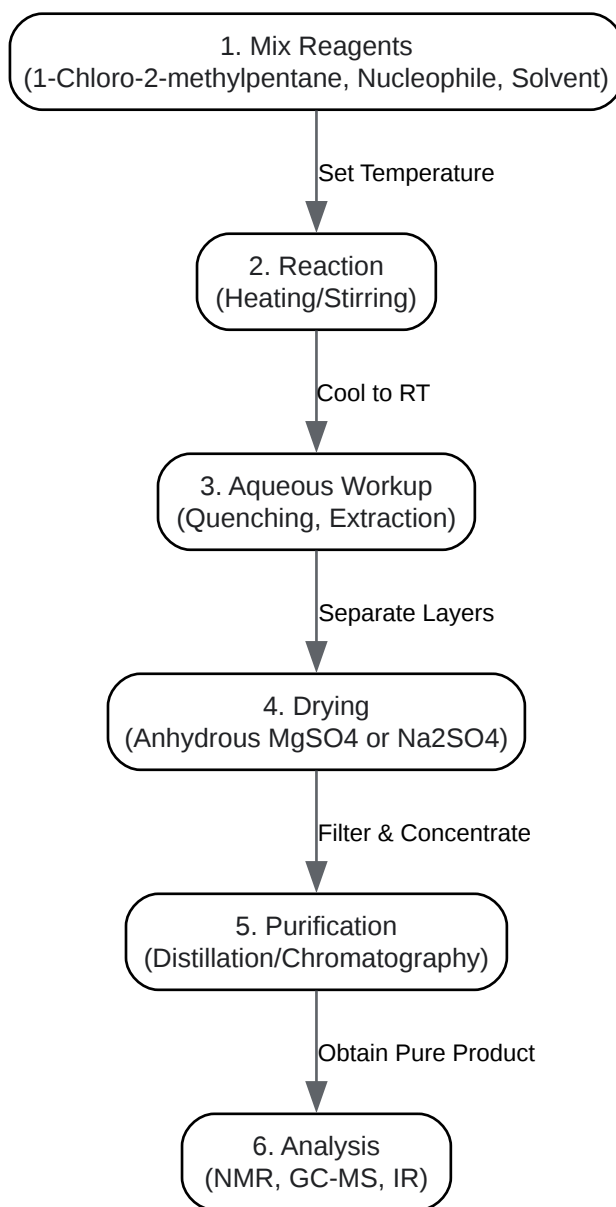 1. Mix Reagents
(1-Chloro-2-methylpentane, Nucleophile, Solvent)
Set Temperature
2. Reaction
(Heating/Stirring)
Cool to RT
3. Aqueous Workup
(Quenching, Extraction)
Separate Layers
4. Drying
(Anhydrous MgSO4 or Na2SO4)
Filter & Concentrate
5. Purification
(Distillation/Chromatography)
Obtain Pure Product
6. Analysis
(NMR, GC-MS, IR)